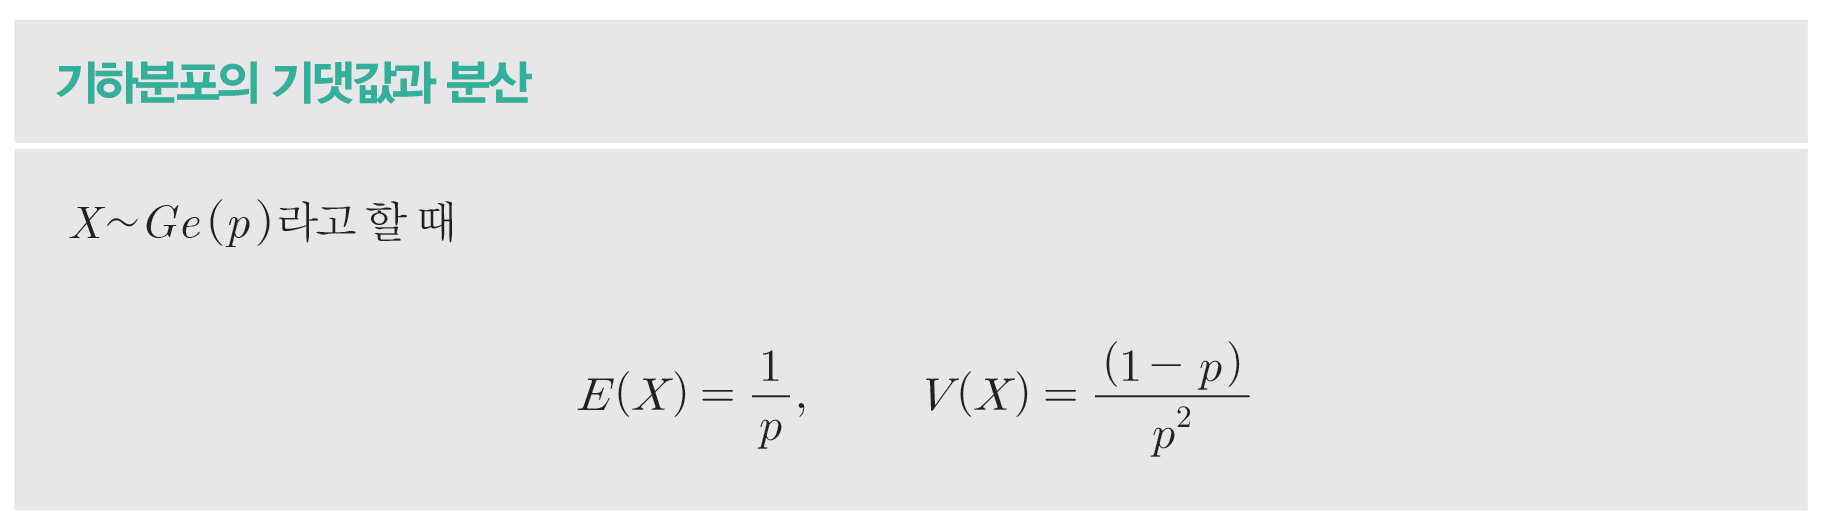 기하분포의 기댓값과 분산
X~Ge(p)라고 할 때
E(X) = 1/p, V(X) = (1 - p)/p²